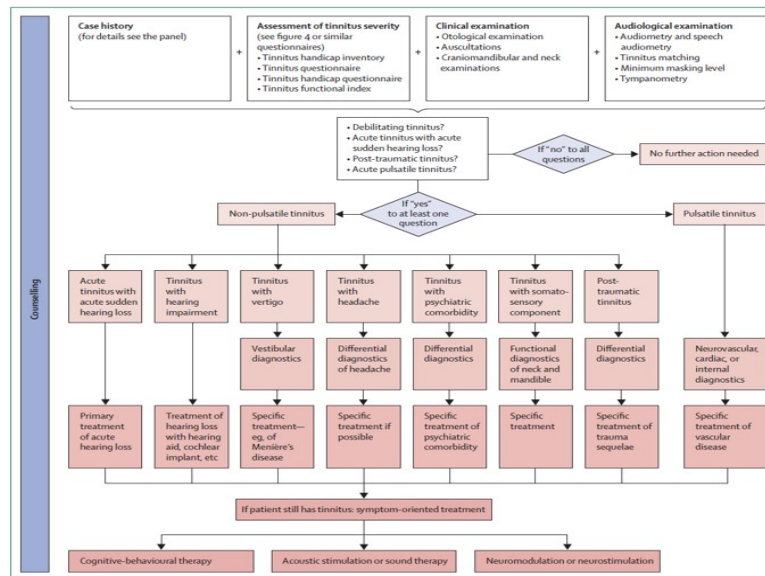 Case history
(for details see the panel)
+
Assessment of tinnitus severity
(see figure 4 or similar
questionnaires)
• Tinnitus handicap inventory
• Tinnitus questionnaire
• Tinnitus handicap questionnaire
• Tinnitus functional index
+
Clinical examination
• Otological examination
• Auscultations
• Craniomandibular and neck
examinations
+
Audiological examination
• Audiometry and speech
audiometry
• Tinnitus matching
• Minimum masking level
• Tympanometry
• Debilitating tinnitus?
• Acute tinnitus with acute
sudden hearing loss?
• Post-traumatic tinnitus?
• Acute pulsatile tinnitus?
If “no” to all
questions
No further action needed
If “yes”
to at least one
question
Non-pulsatile tinnitus
Pulsatile tinnitus
Counselling
Acute
tinnitus with
acute sudden
hearing loss
Tinnitus
with
hearing
impairment
Tinnitus
with
vertigo
Tinnitus
with
headache
Tinnitus
with
psychiatric
comorbidity
Tinnitus
with somato-
sensory
component
Post-
traumatic
tinnitus
Vestibular
diagnostics
Differential
diagnostics
of headache
Differential
diagnostics
Functional
diagnostics
of neck and
mandible
Differential
diagnostics
Neurovascular,
cardiac, or
internal
diagnostics
Primary
treatment
of acute
hearing loss
Treatment of
hearing loss
with hearing
aid, cochlear
implant, etc
Specific
treatment—
eg, of
Menière’s
disease
Specific
treatment if
possible
Specific
treatment of
psychiatric
comorbidity
Specific
treatment
Specific
treatment of
trauma
sequelae
Specific
treatment of
vascular
disease
If patient still has tinnitus: symptom-oriented treatment
Cognitive-behavioural therapy
Acoustic stimulation or sound therapy
Neuromodulation or neurostimulation